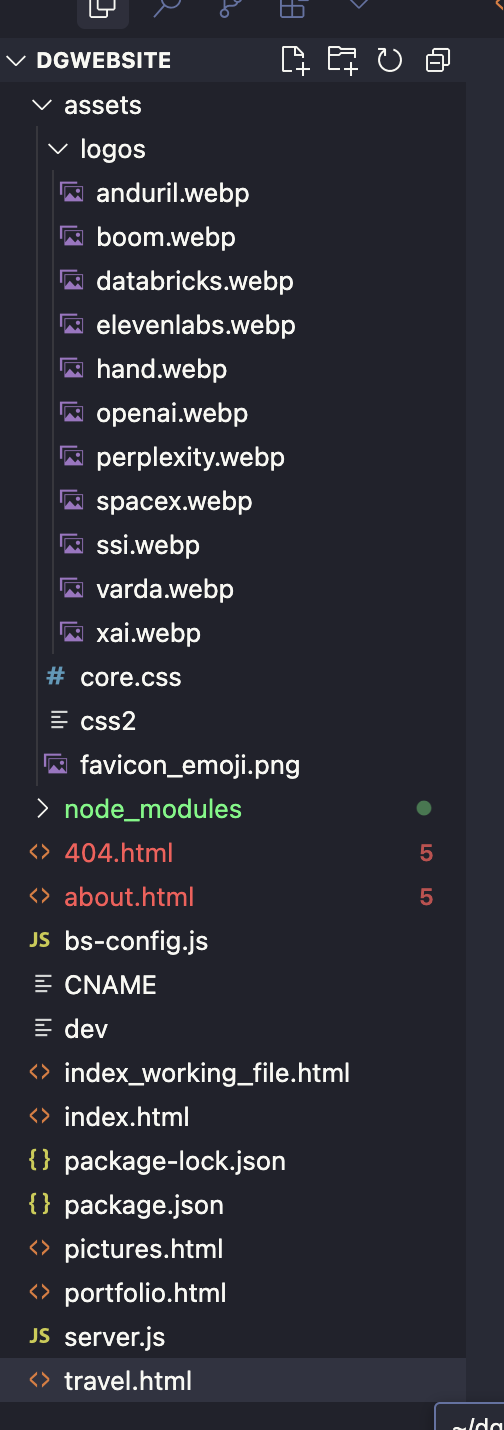 DGWEBSITE
assets
logos
anduril.webp
boom.webp
databricks.webp
elevenlabs.webp
hand.webp
openai.webp
perplexity.webp
spacex.webp
ssi.webp
varda.webp
xai.webp
# core.css
css2
favicon_emoji.png
node_modules
<> 404.html 5
<> about.html 5
JS bs-config.js
CNAME
dev
<> index_working_file.html
<> index.html
{} package-lock.json
{} package.json
<> pictures.html
<> portfolio.html
JS server.js
<> travel.html
~/dg